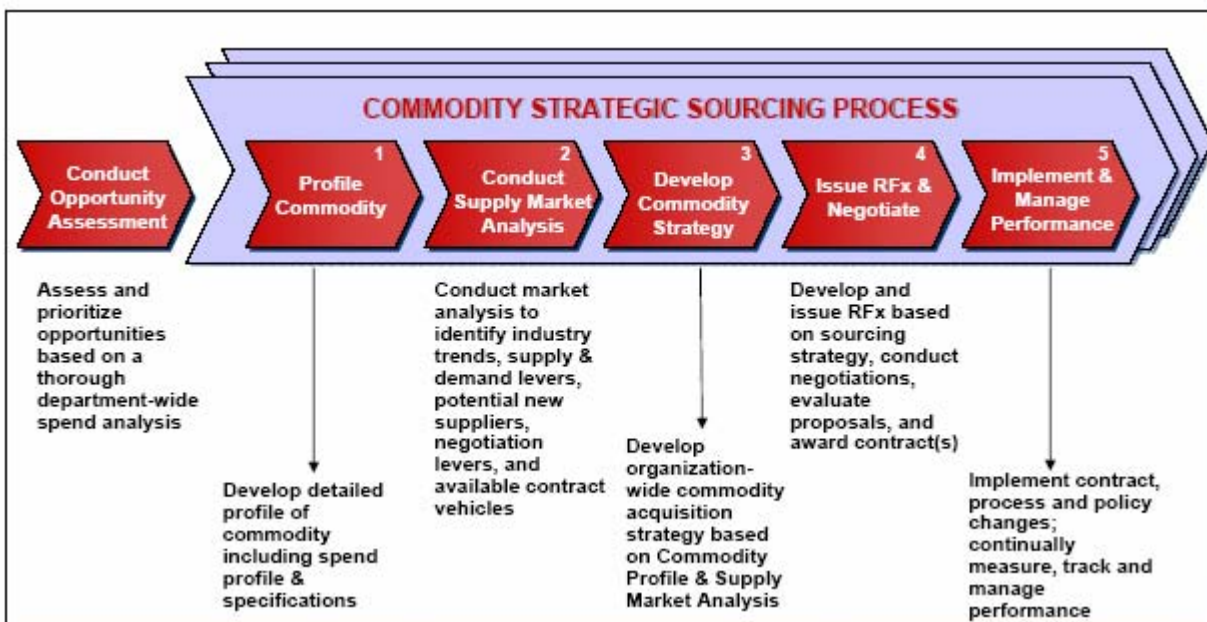 COMMODITY STRATEGIC SOURCING PROCESS
Conduct
Opportunity
Assessment
1
Profile
Commodity
2
Conduct
Supply Market
Analysis
3
Develop
Commodity
Strategy
4
Issue RFx &
Negotiate
5
Implement &
Manage
Performance
Assess and
prioritize
opportunities
based on a
thorough
department-wide
spend analysis
Develop detailed
profile of
commodity
including spend
profile &
specifications
Conduct market
analysis to
identify industry
trends, supply &
demand levers,
potential new
suppliers,
negotiation
levers, and
available contract
vehicles
Develop
organization-
wide commodity
acquisition
strategy based
on Commodity
Profile & Supply
Market Analysis
Develop and
issue RFx based
on sourcing
strategy, conduct
negotiations,
evaluate
proposals, and
award contract(s)
Implement contract,
process and policy
changes;
continually
measure, track and
manage
performance